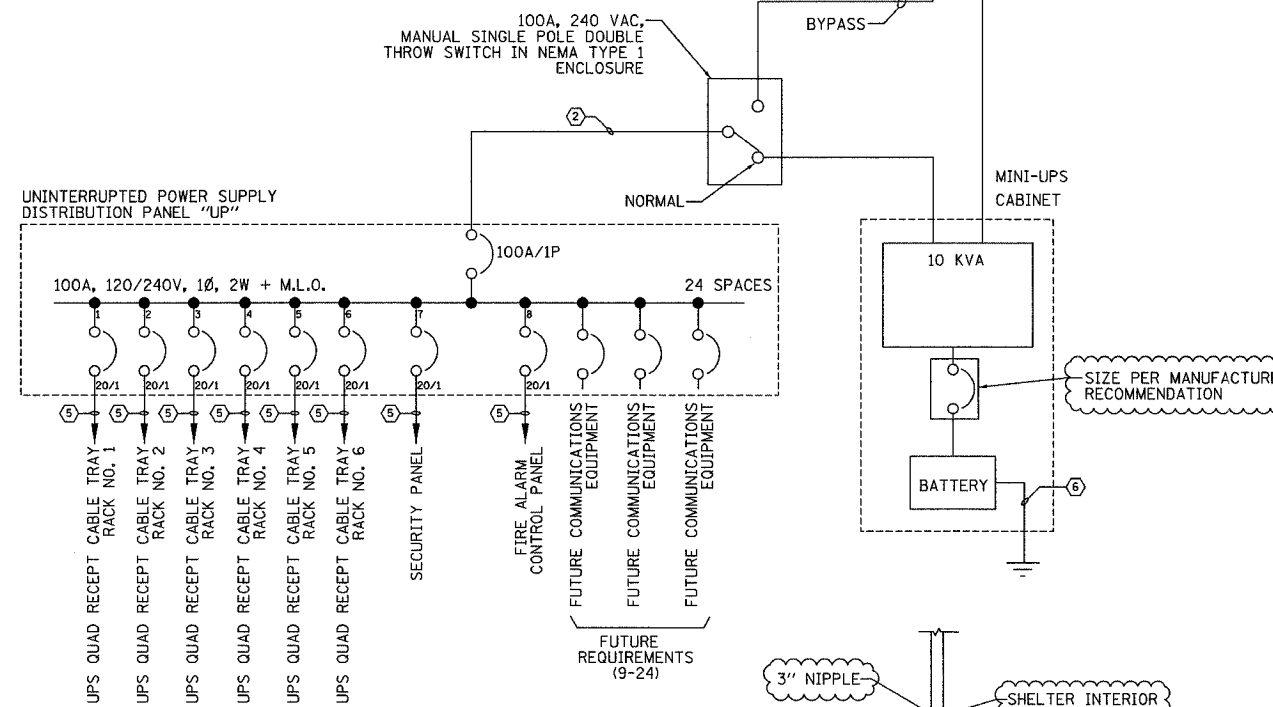 100A, 240 VAC,
MANUAL SINGLE POLE DOUBLE
THROW SWITCH IN NEMA TYPE 1
ENCLOSURE
BYPASS
2
NORMAL
MINI-UPS
CABINET
UNINTERRUPTED POWER SUPPLY
DISTRIBUTION PANEL "UP"
100A/1P
10 KVA
100A, 120/240V, 1Ø, 2W + M.L.O.
24 SPACES
1
2
3
4
5
6
7
8
20/1
20/1
20/1
20/1
20/1
20/1
20/1
20/1
SIZE PER MANUFACTURE
RECOMMENDATION
5
5
5
5
5
5
5
5
BATTERY
6
UPS QUAD RECEPT CABLE TRAY
RACK NO. 1
UPS QUAD RECEPT CABLE TRAY
RACK NO. 2
UPS QUAD RECEPT CABLE TRAY
RACK NO. 3
UPS QUAD RECEPT CABLE TRAY
RACK NO. 4
UPS QUAD RECEPT CABLE TRAY
RACK NO. 5
UPS QUAD RECEPT CABLE TRAY
RACK NO. 6
SECURITY PANEL
FIRE ALARM
CONTROL PANEL
FUTURE COMMUNICATIONS
EQUIPMENT
FUTURE COMMUNICATIONS
EQUIPMENT
FUTURE COMMUNICATIONS
EQUIPMENT
FUTURE
REQUIREMENTS
(9-24)
3" NIPPLE
SHELTER INTERIOR